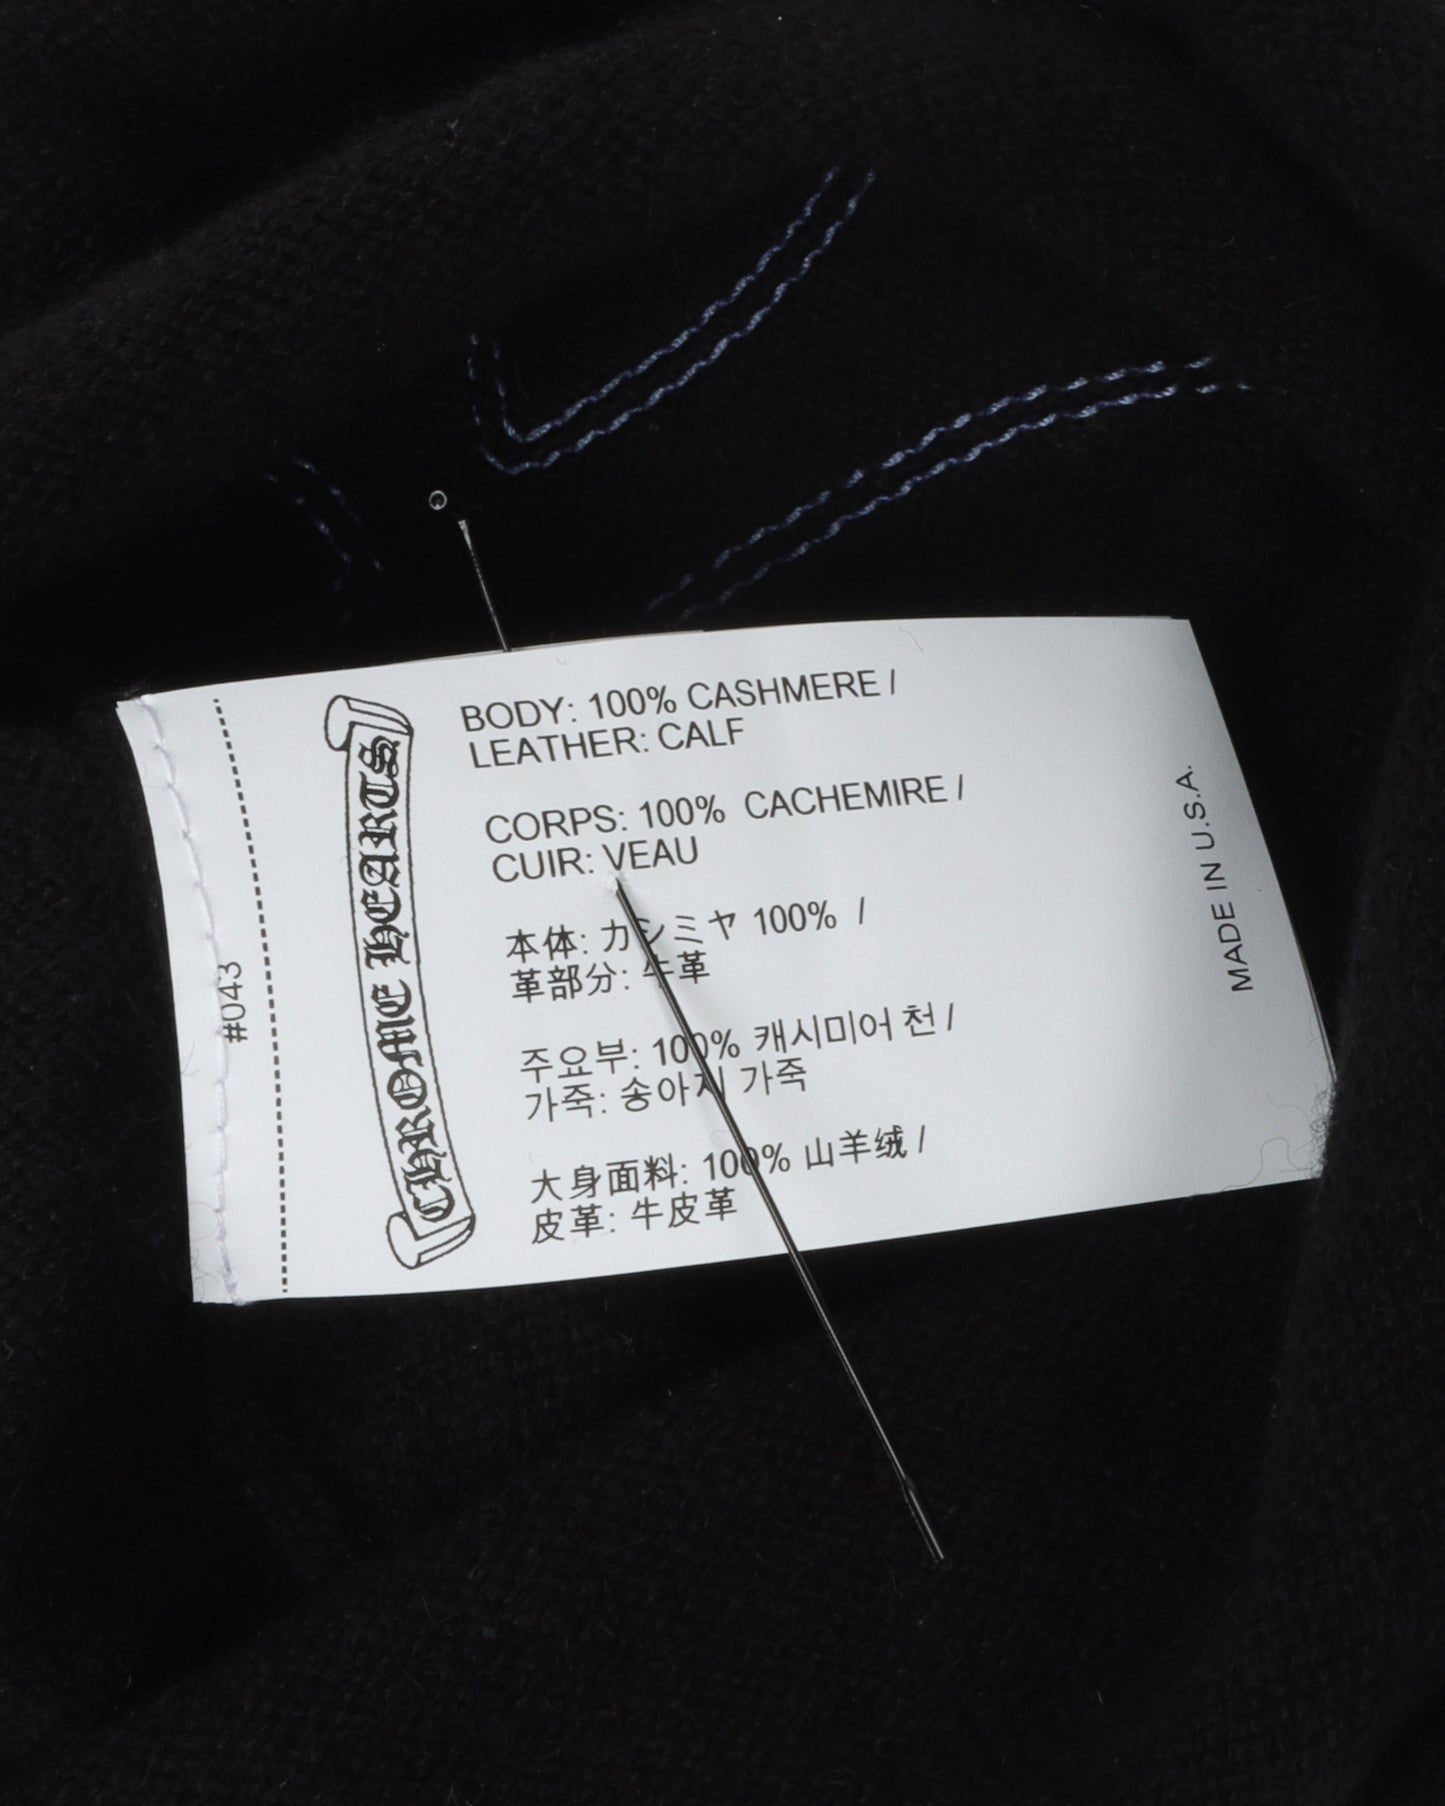 #043
CHROME HEARTS
BODY: 100% CASHMERE /
LEATHER: CALF
CORPS: 100% CACHEMIRE /
CUIR: VEAU
本体: カシミヤ 100% /
革部分: 牛革
주요부: 100% 캐시미어 천 /
가죽: 송아지 가죽
大身面料: 100% 山羊绒 /
皮革: 牛皮革
MADE IN U.S.A.